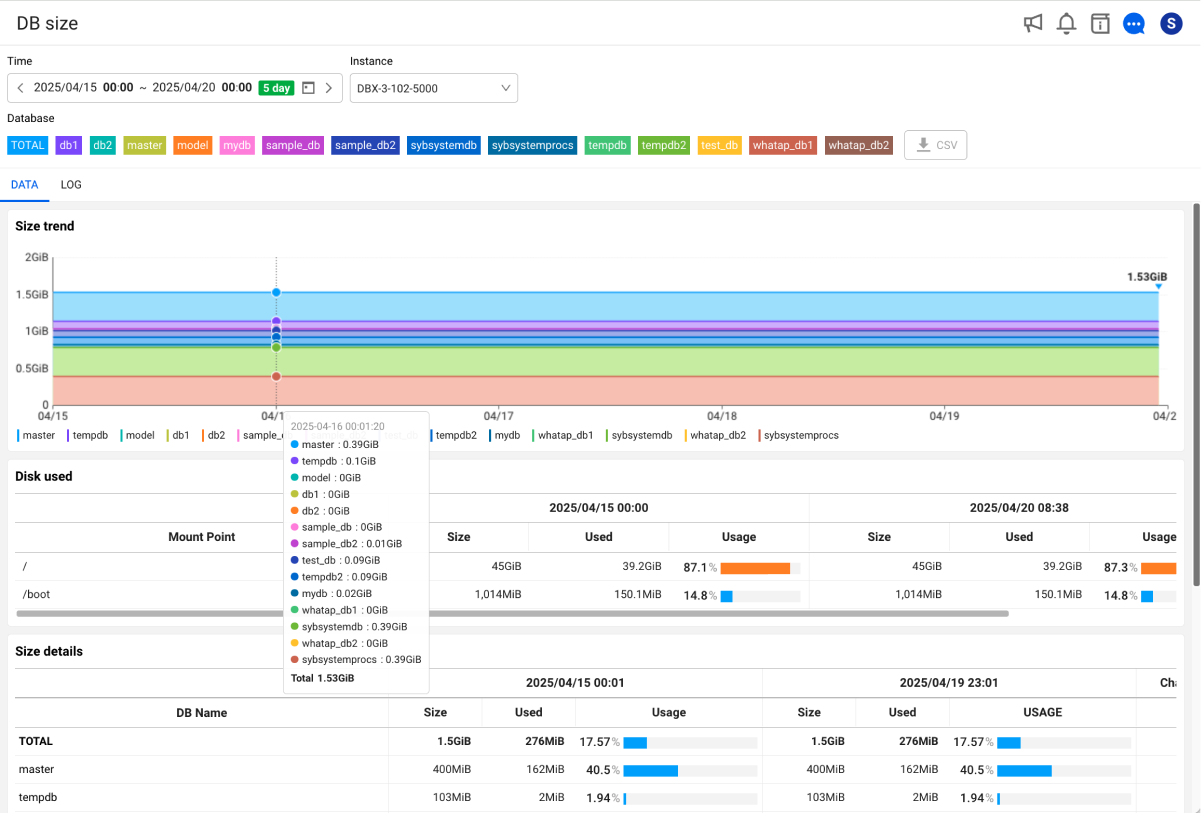 DB size
S
Time
Instance
2025/04/15 00:00 ~ 2025/04/20 00:00 5 day
DBX-3-102-5000
Database
TOTAL db1 db2 master model mydb sample_db sample_db2 sybsystemdb sybsystemprocs tempdb tempdb2 test_db whatap_db1 whatap_db2 CSV
DATA LOG
Size trend
2GiB
1.5GiB
1GiB
0.5GiB
0
1.53GiB
04/15 04/1 04/17 04/18 04/19 04/2
master tempdb model db1 db2 sample_ test_db tempdb2 mydb whatap_db1 sybsystemdb whatap_db2 sybsystemprocs
2025-04-16 00:01:20
master : 0.39GiB
tempdb : 0.1GiB
model : 0GiB
db1 : 0GiB
db2 : 0GiB
sample_db : 0GiB
sample_db2 : 0.01GiB
test_db : 0.09GiB
tempdb2 : 0.09GiB
mydb : 0.02GiB
whatap_db1 : 0GiB
sybsystemdb : 0.39GiB
whatap_db2 : 0GiB
sybsystemprocs : 0.39GiB
Total 1.53GiB
Disk used
2025/04/15 00:00 2025/04/20 08:38
Mount Point Size Used Usage Size Used Usage
/ 45GiB 39.2GiB 87.1% 45GiB 39.2GiB 87.3%
/boot 1,014MiB 150.1MiB 14.8% 1,014MiB 150.1MiB 14.8%
Size details
2025/04/15 00:01 2025/04/19 23:01 Cha
DB Name Size Used Usage Size Used USAGE
TOTAL 1.5GiB 276MiB 17.57% 1.5GiB 276MiB 17.57%
master 400MiB 162MiB 40.5% 400MiB 162MiB 40.5%
tempdb 103MiB 2MiB 1.94% 103MiB 2MiB 1.94%